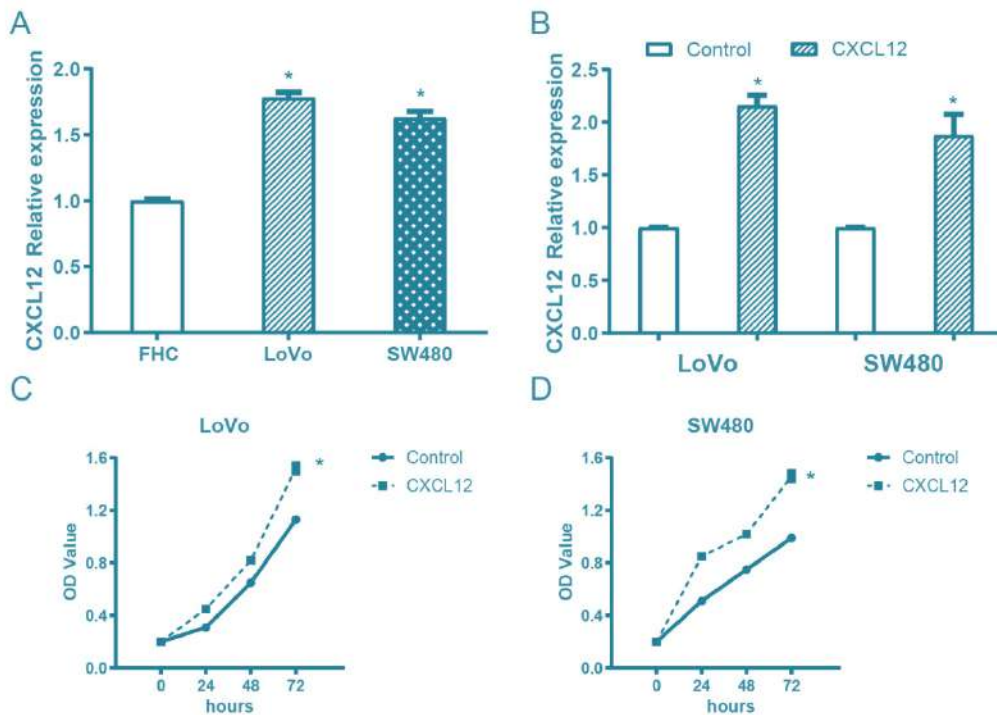 A
CXCL12 Relative expression
2.0
1.5
1.0
0.5
0.0
*
*
FHC LoVo SW480
B
Control CXCL12
CXCL12 Relative expression
2.5
2.0
1.5
1.0
0.5
0.0
*
*
LoVo SW480
C
LoVo
OD Value
1.6
1.2
0.8
0.4
0.0
*
Control
CXCL12
0 24 48 72
hours
D
SW480
OD Value
1.6
1.2
0.8
0.4
0.0
*
Control
CXCL12
0 24 48 72
hours